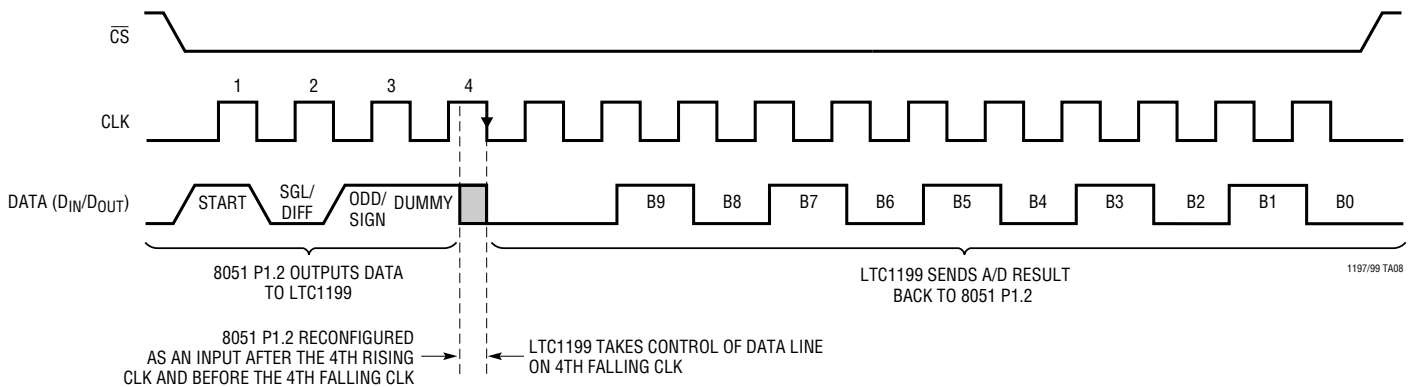 CS
1 2 3 4
CLK
DATA (DIN/DOUT)
START
SGL/
DIFF
ODD/
SIGN
DUMMY
B9 B8 B7 B6 B5 B4 B3 B2 B1 B0
8051 P1.2 OUTPUTS DATA
TO LTC1199
LTC1199 SENDS A/D RESULT
BACK TO 8051 P1.2
1197/99 TA08
8051 P1.2 RECONFIGURED
AS AN INPUT AFTER THE 4TH RISING
CLK AND BEFORE THE 4TH FALLING CLK
LTC1199 TAKES CONTROL OF DATA LINE
ON 4TH FALLING CLK